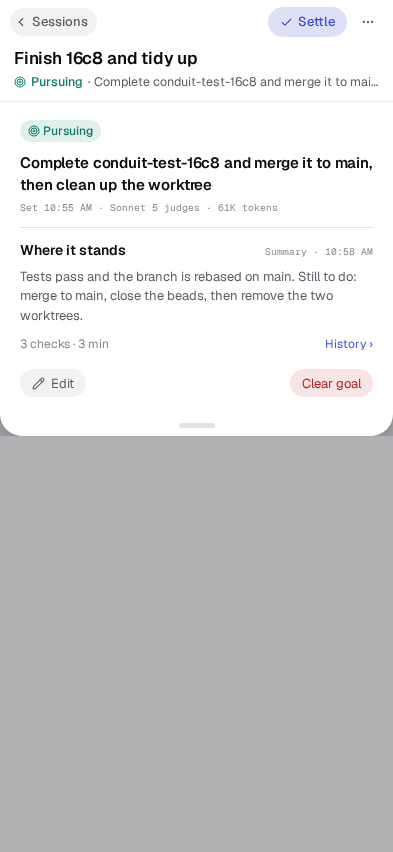 Sessions
Settle
Finish 16c8 and tidy up
Pursuing · Complete conduit-test-16c8 and merge it to mai…
Pursuing
Complete conduit-test-16c8 and merge it to main,
then clean up the worktree
Set 10:55 AM · Sonnet 5 judges · 61K tokens
Where it stands
Summary · 10:58 AM
Tests pass and the branch is rebased on main. Still to do:
merge to main, close the beads, then remove the two
worktrees.
3 checks · 3 min
History ›
Edit
Clear goal